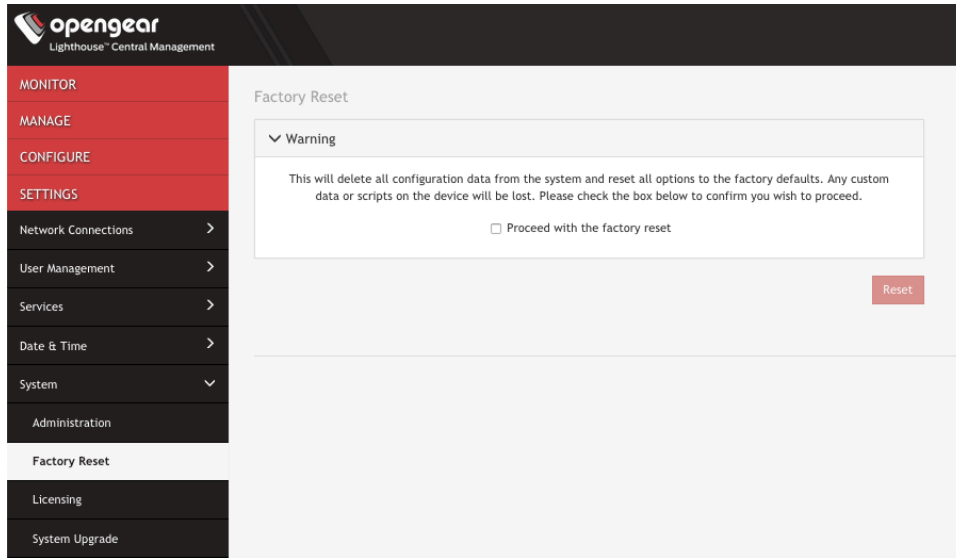 opengear
Lighthouse™ Central Management
MONITOR
MANAGE
CONFIGURE
SETTINGS
Network Connections
User Management
Services
Date & Time
System
Administration
Factory Reset
Licensing
System Upgrade
Factory Reset
Warning
This will delete all configuration data from the system and reset all options to the factory defaults. Any custom
data or scripts on the device will be lost. Please check the box below to confirm you wish to proceed.
Proceed with the factory reset
Reset